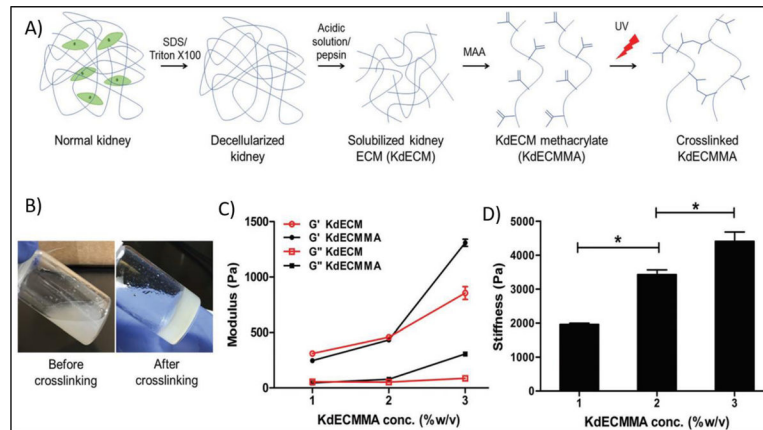 A)
SDS/
Triton X100
Acidic
solution/
pepsin
MAA
UV
Normal kidney
Decellularized
kidney
Solubilized kidney
ECM (KdECM)
KdECM methacrylate
(KdECMMA)
Crosslinked
KdECMMA
B)
Before
crosslinking
After
crosslinking
C)
G' KdECM
G' KdECMMA
G" KdECM
G" KdECMMA
Modulus (Pa)
1500
1000
500
0
1 2 3
KdECMMA conc. (%w/v)
D)
* *
Stiffness (Pa)
5000
4000
3000
2000
1000
0
1 2 3
KdECMMA conc. (%w/v)